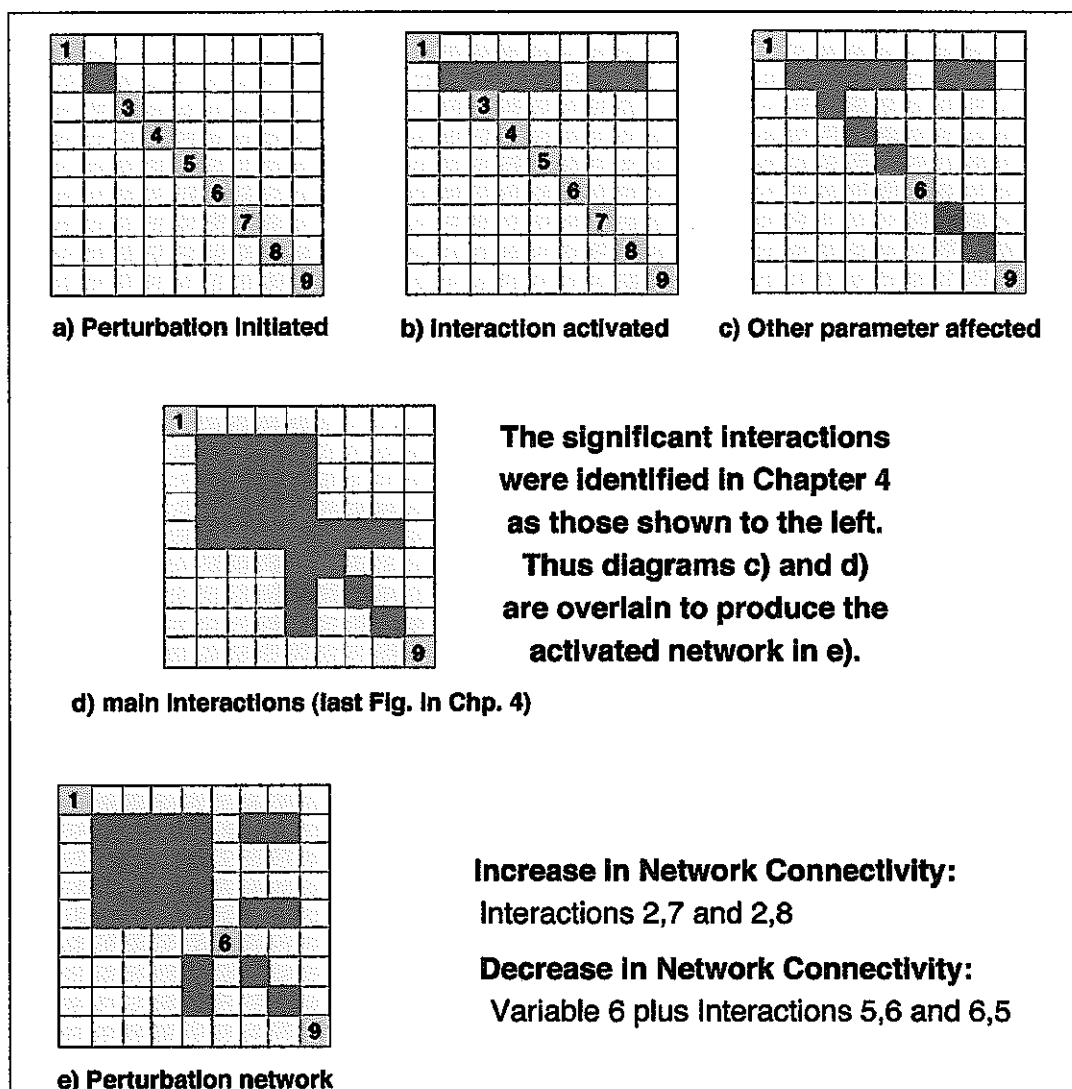 1
3
4
5
6
7
8
9
a) Perturbation Initiated
1
3
4
5
6
7
8
9
b) Interaction activated
1
6
9
c) Other parameter affected
1
9
d) main Interactions (last Fig. in Chp. 4)
The significant interactions
were identified in Chapter 4
as those shown to the left.
Thus diagrams c) and d)
are overlain to produce the
activated network in e).
1
6
9
e) Perturbation network
Increase in Network Connectivity:
Interactions 2,7 and 2,8
Decrease in Network Connectivity:
Variable 6 plus Interactions 5,6 and 6,5